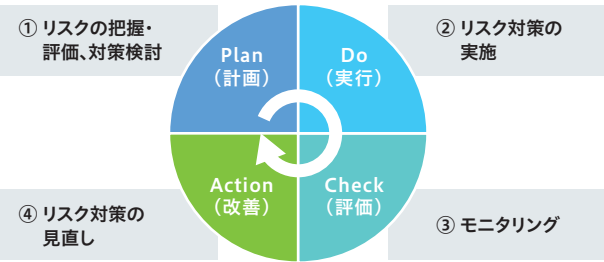 ① リスクの把握・
評価、対策検討
Plan
（計画）
Do
（実行）
② リスク対策の
実施
Action
（改善）
Check
（評価）
④ リスク対策の
見直し
③ モニタリング